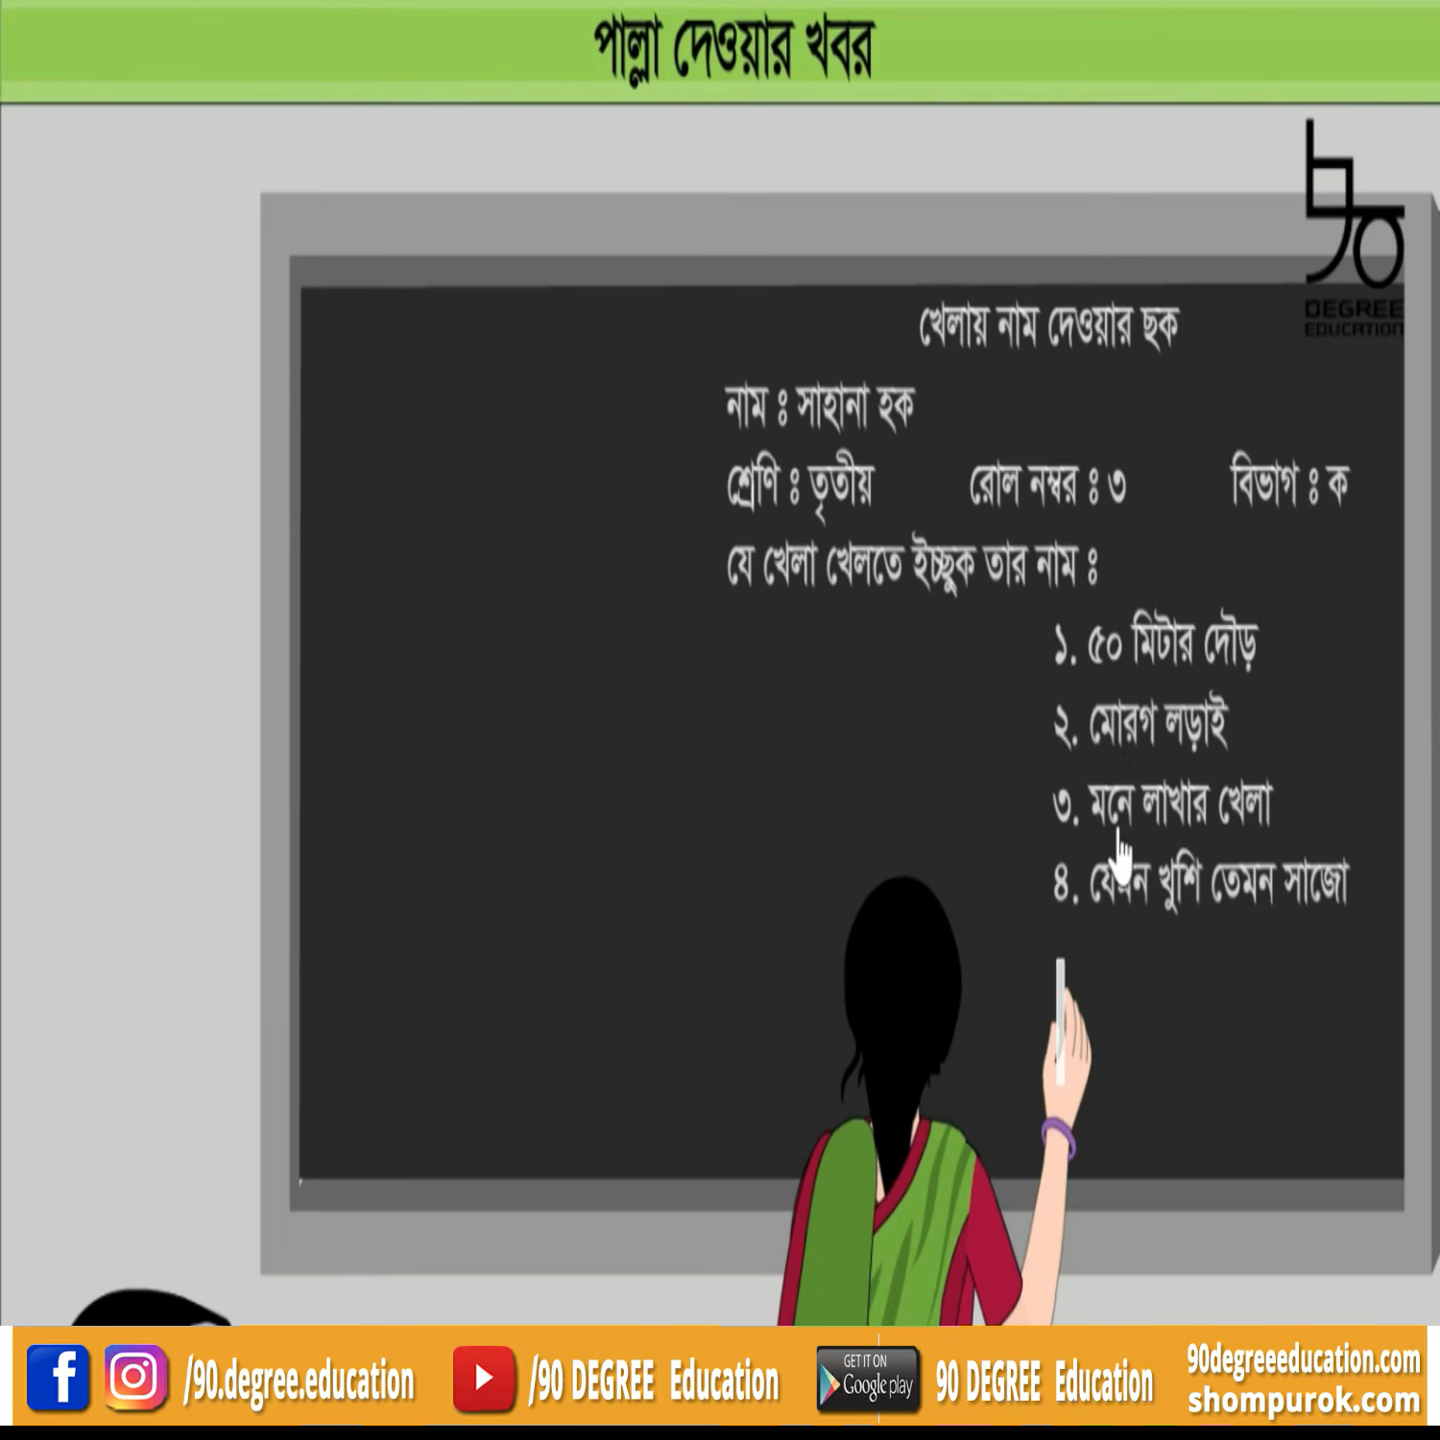 পাল্লা দেওয়ার খবর
৯০
DEGREE
EDUCATION
খেলায় নাম দেওয়ার ছক
নাম ঃ সাহানা হক
শ্রেণি ঃ তৃতীয় রোল নম্বর ঃ ৩ বিভাগ ঃ ক
যে খেলা খেলতে ইচ্ছুক তার নাম ঃ
১. ৫০ মিটার দৌড়
২. মোরগ লড়াই
৩. মনে লাখার খেলা
৪. যেমন খুশি তেমন সাজো
/90.degree.education
/90 DEGREE Education
GET IT ON
Google play
90 DEGREE Education
90degreeeducation.com
shompurok.com